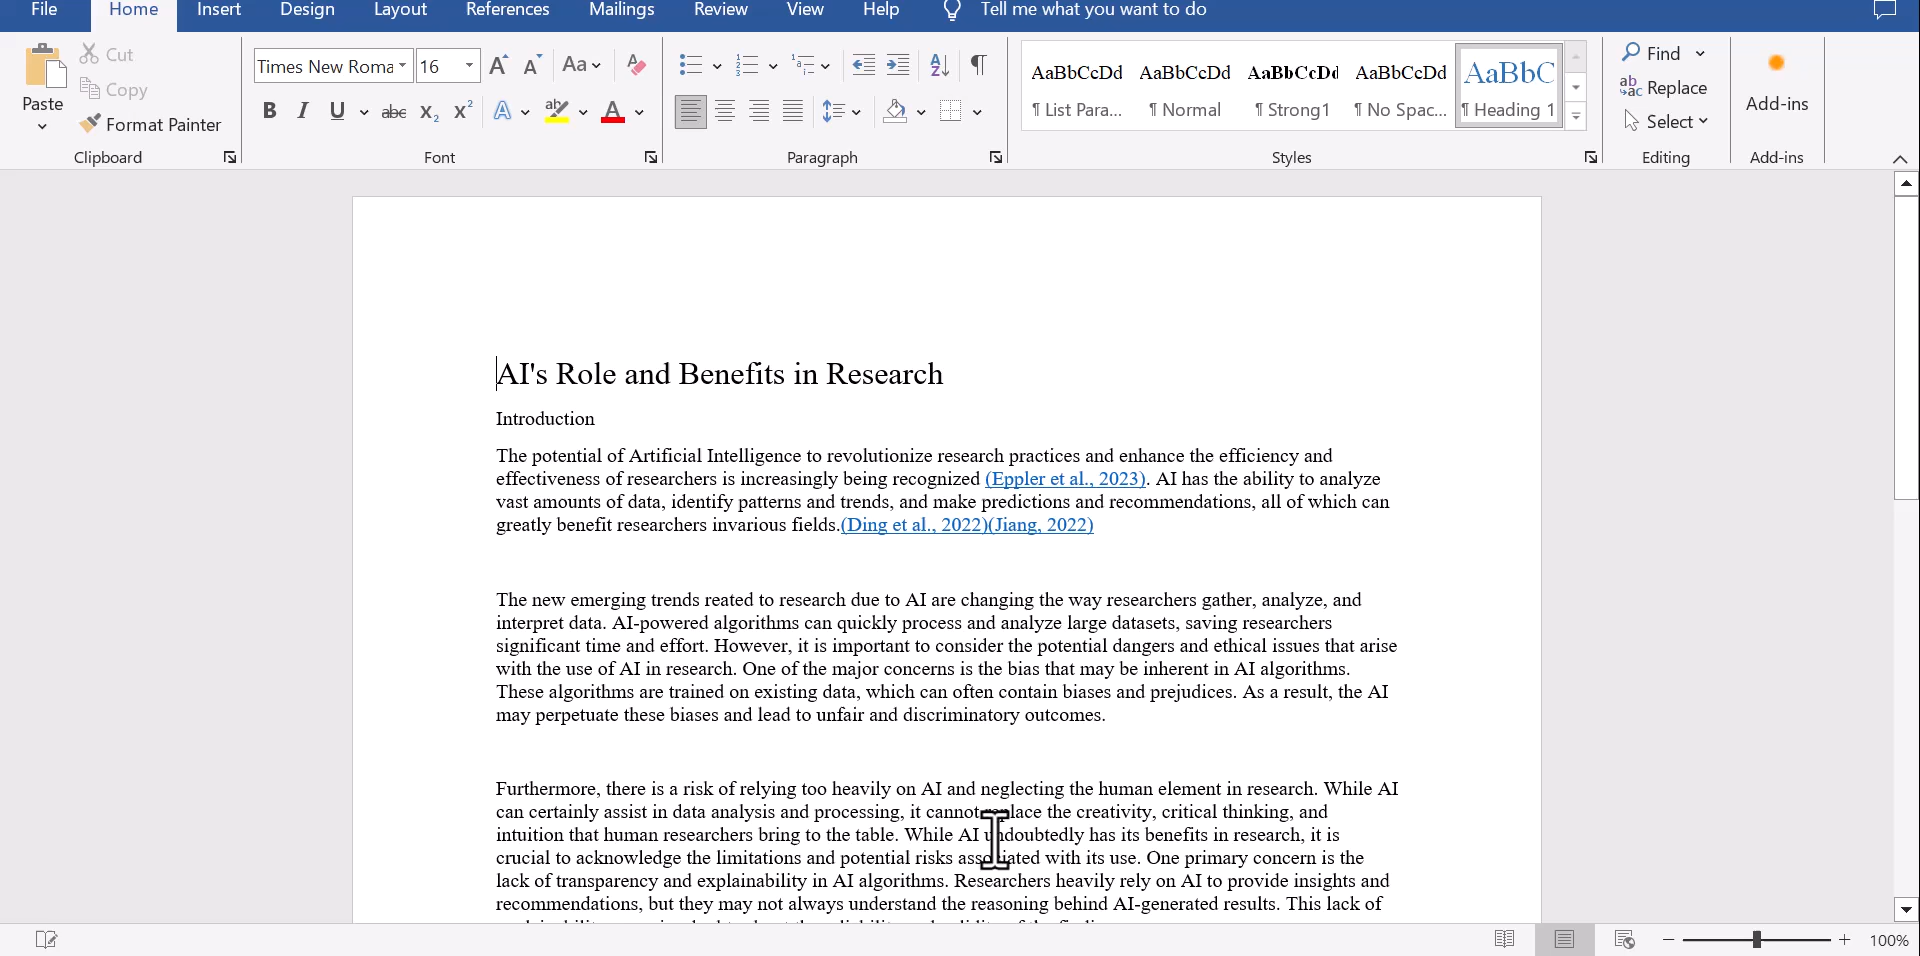 File Home Insert Design Layout References Mailings Review View Help Tell me what you want to do
Paste
Cut
Copy
Format Painter
Clipboard
Times New Roma 16
Aa
B I U abc X₂ X² A ab A
Font
Paragraph
AaBbCcDd AaBbCcDd AaBbCcDd AaBbCcDd AaBbC
¶ List Para... ¶ Normal ¶ Strong1 ¶ No Spac... ¶ Heading 1
Styles
Find
Replace
Select
Editing
Add-ins
Add-ins
AI's Role and Benefits in Research
Introduction
The potential of Artificial Intelligence to revolutionize research practices and enhance the efficiency and
effectiveness of researchers is increasingly being recognized (Eppler et al., 2023). AI has the ability to analyze
vast amounts of data, identify patterns and trends, and make predictions and recommendations, all of which can
greatly benefit researchers invarious fields.(Ding et al., 2022)(Jiang, 2022)
The new emerging trends reated to research due to AI are changing the way researchers gather, analyze, and
interpret data. AI-powered algorithms can quickly process and analyze large datasets, saving researchers
significant time and effort. However, it is important to consider the potential dangers and ethical issues that arise
with the use of AI in research. One of the major concerns is the bias that may be inherent in AI algorithms.
These algorithms are trained on existing data, which can often contain biases and prejudices. As a result, the AI
may perpetuate these biases and lead to unfair and discriminatory outcomes.
Furthermore, there is a risk of relying too heavily on AI and neglecting the human element in research. While AI
can certainly assist in data analysis and processing, it cannot replace the creativity, critical thinking, and
intuition that human researchers bring to the table. While AI undoubtedly has its benefits in research, it is
crucial to acknowledge the limitations and potential risks associated with its use. One primary concern is the
lack of transparency and explainability in AI algorithms. Researchers heavily rely on AI to provide insights and
recommendations, but they may not always understand the reasoning behind AI-generated results. This lack of
100%